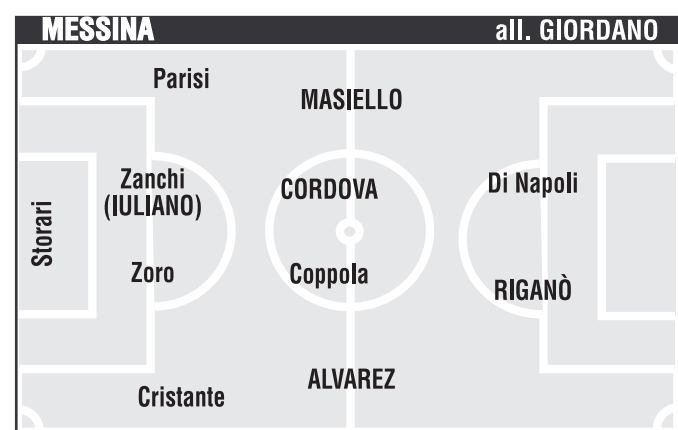 MESSINA all. GIORDANO
Parisi
MASIELLO
Zanchi
(IULIANO)
CORDOVA
Di Napoli
Storari
Zoro
Coppola
RIGANÒ
Cristante
ALVAREZ